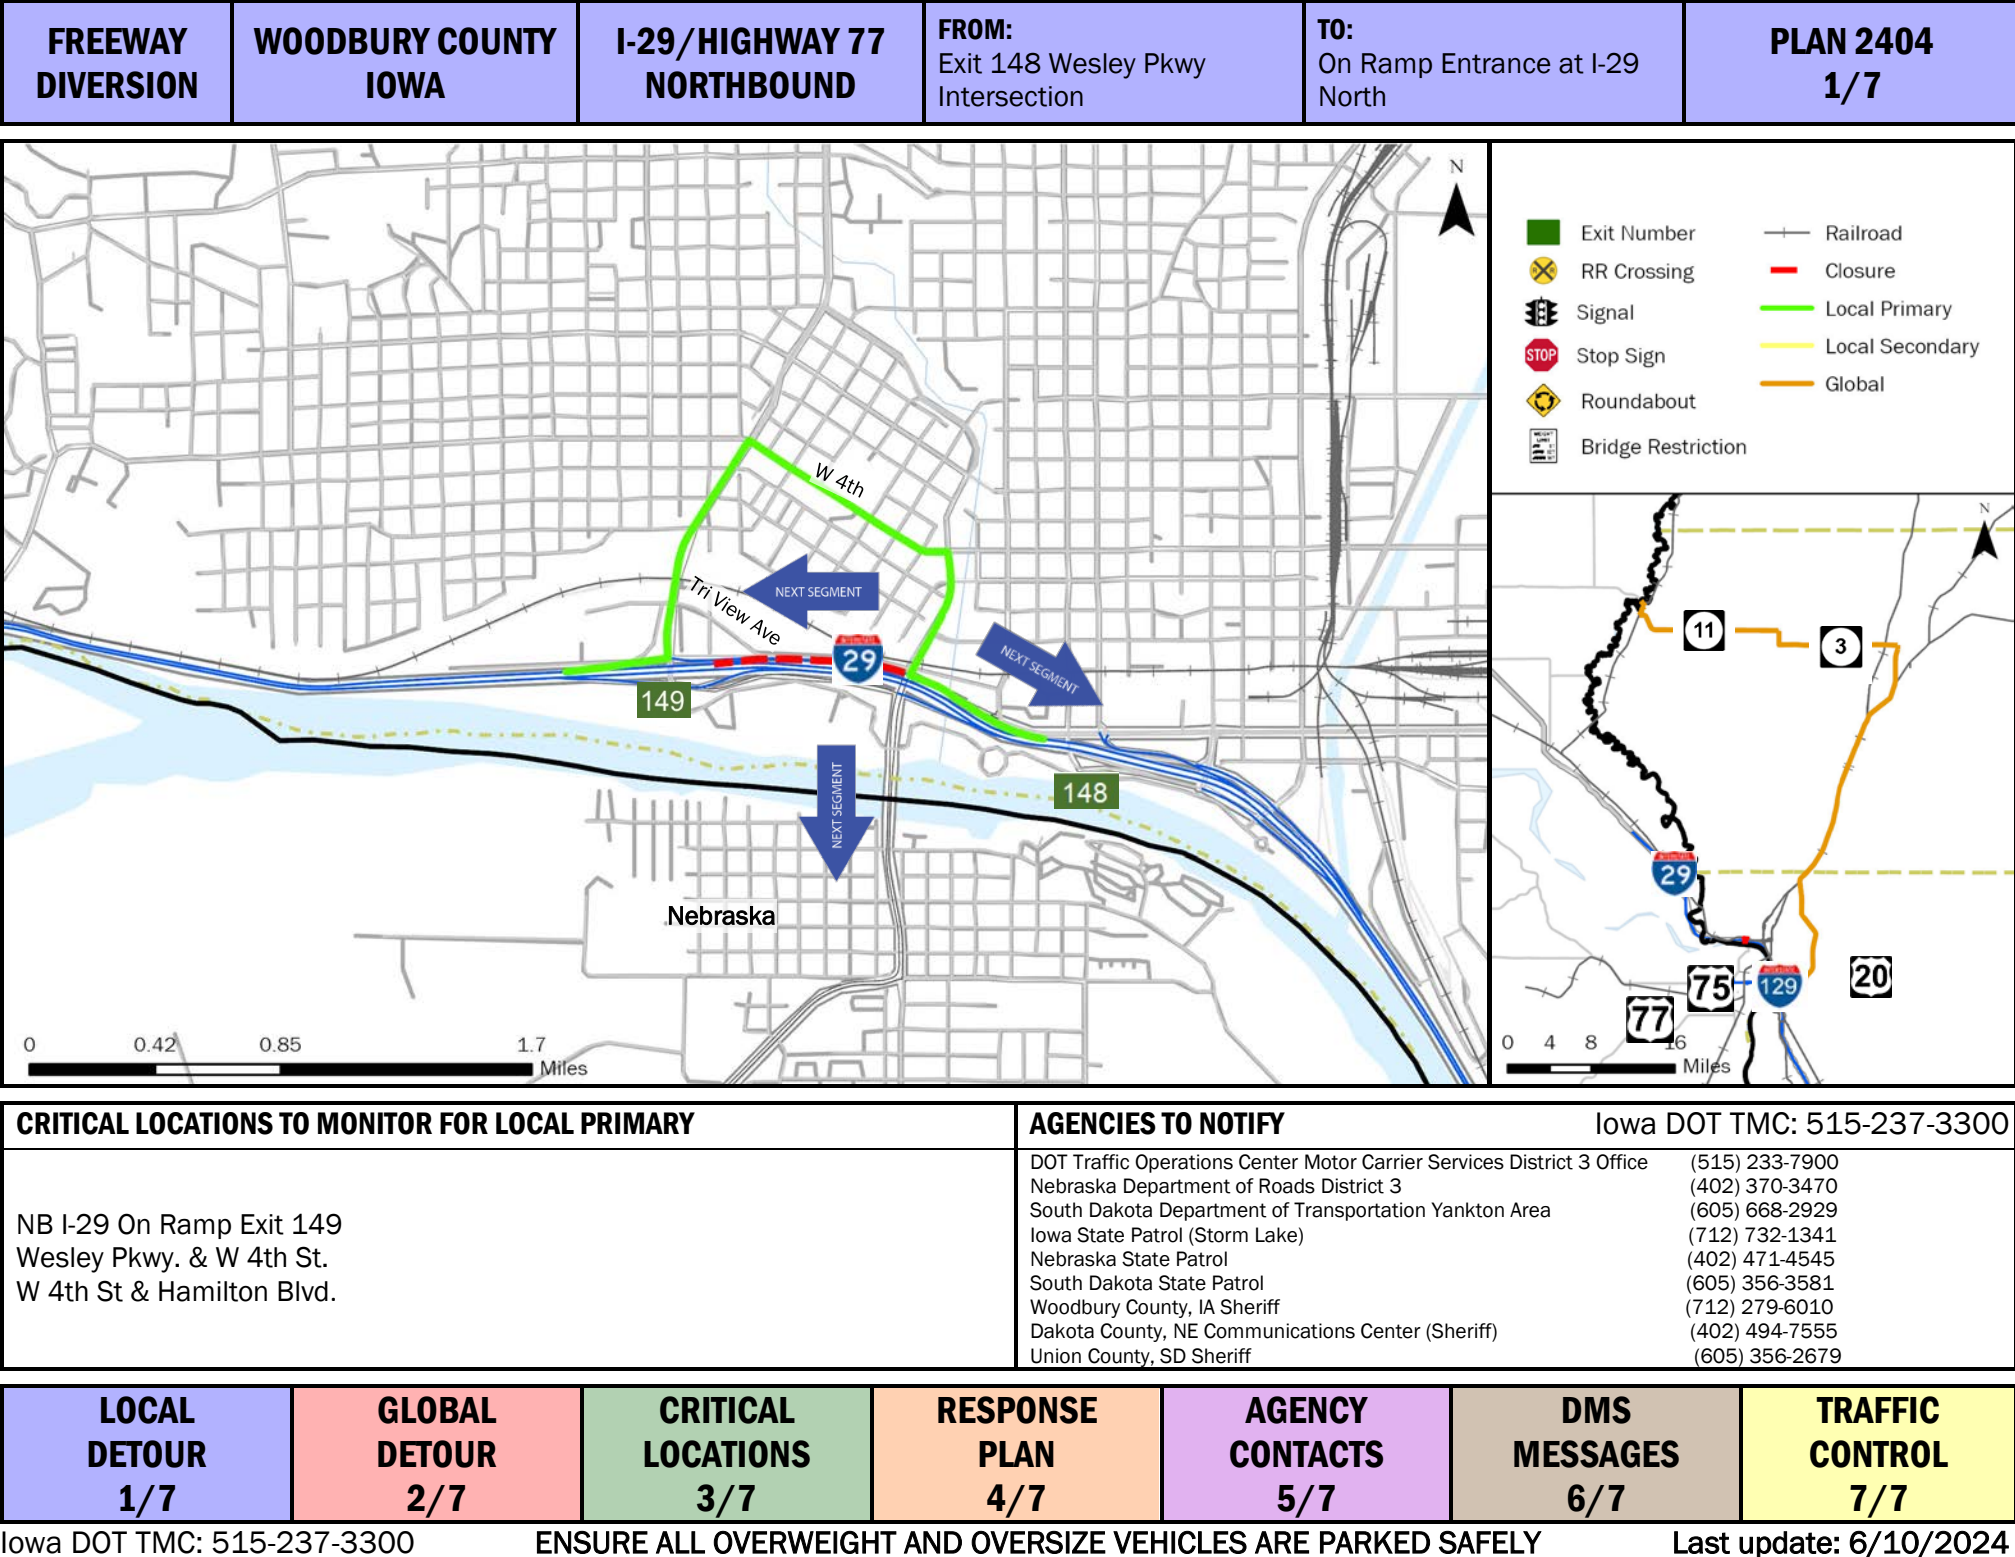 FREEWAY
DIVERSION
WOODBURY COUNTY
IOWA
I-29/HIGHWAY 77
NORTHBOUND
FROM:
Exit 148 Wesley Pkwy
Intersection
TO:
On Ramp Entrance at I-29
North
PLAN 2404
1/7
N
W 4th
NEXT SEGMENT
Tri View Ave
29
NEXT SEGMENT
149
NEXT SEGMENT
148
Nebraska
0 0.42 0.85 1.7
Miles
Exit Number
RR Crossing
Signal
STOP
Stop Sign
Roundabout
Bridge Restriction
Railroad
Closure
Local Primary
Local Secondary
Global
N
11
3
29
75
129
20
77
0 4 8 16
Miles
CRITICAL LOCATIONS TO MONITOR FOR LOCAL PRIMARY
NB I-29 On Ramp Exit 149
Wesley Pkwy. & W 4th St.
W 4th St & Hamilton Blvd.
AGENCIES TO NOTIFY Iowa DOT TMC: 515-237-3300
DOT Traffic Operations Center Motor Carrier Services District 3 Office (515) 233-7900
Nebraska Department of Roads District 3 (402) 370-3470
South Dakota Department of Transportation Yankton Area (605) 668-2929
Iowa State Patrol (Storm Lake) (712) 732-1341
Nebraska State Patrol (402) 471-4545
South Dakota State Patrol (605) 356-3581
Woodbury County, IA Sheriff (712) 279-6010
Dakota County, NE Communications Center (Sheriff) (402) 494-7555
Union County, SD Sheriff (605) 356-2679
LOCAL
DETOUR
1/7
GLOBAL
DETOUR
2/7
CRITICAL
LOCATIONS
3/7
RESPONSE
PLAN
4/7
AGENCY
CONTACTS
5/7
DMS
MESSAGES
6/7
TRAFFIC
CONTROL
7/7
Iowa DOT TMC: 515-237-3300 ENSURE ALL OVERWEIGHT AND OVERSIZE VEHICLES ARE PARKED SAFELY Last update: 6/10/2024